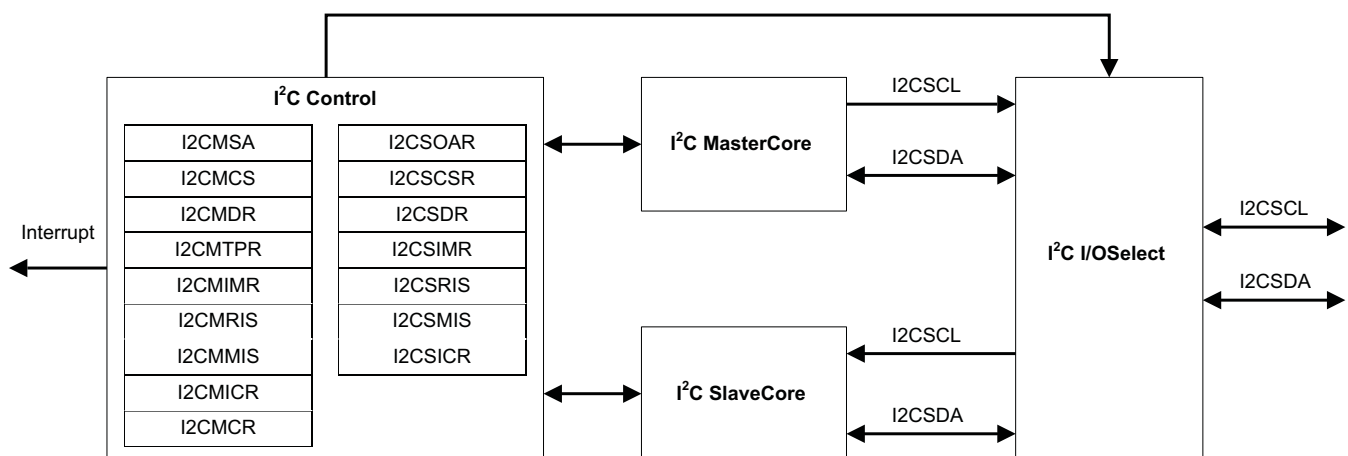 I²C Control
I2CMSA
I2CMCS
I2CMDR
I2CMTPR
I2CMIMR
I2CMRIS
I2CMMIS
I2CMICR
I2CMCR
I2CSOAR
I2CSCSR
I2CSDR
I2CSIMR
I2CSRIS
I2CSMIS
I2CSICR
Interrupt
I²C MasterCore
I2CSCL
I2CSDA
I²C SlaveCore
I2CSCL
I2CSDA
I²C I/OSelect
I2CSCL
I2CSDA